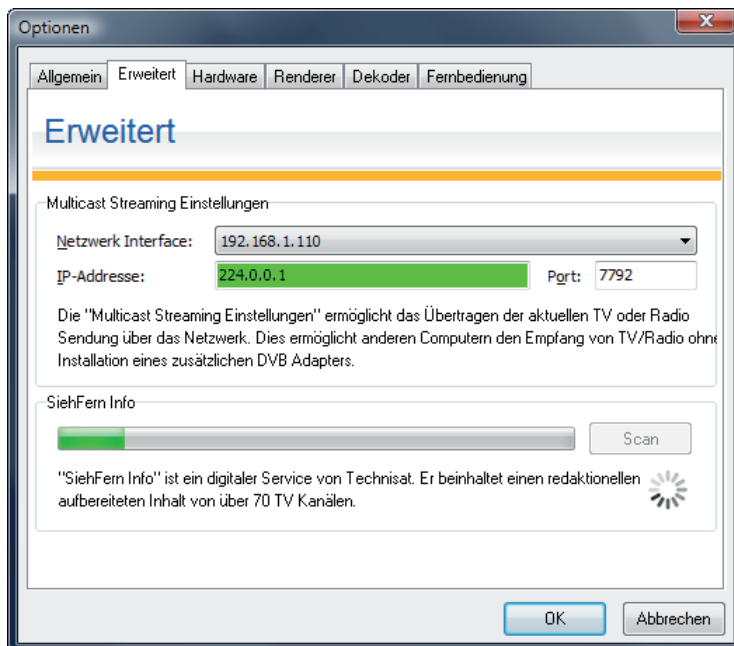 Optionen
Allgemein Erweitert Hardware Renderer Dekoder Fernbedienung
Erweitert
Multicast Streaming Einstellungen
Netzwerk Interface: 192.168.1.110
IP-Addresse: 224.0.0.1 Port: 7792
Die "Multicast Streaming Einstellungen" ermöglicht das Übertragen der aktuellen TV oder Radio
Sendung über das Netzwerk. Dies ermöglicht anderen Computern den Empfang von TV/Radio ohne
Installation eines zusätzlichen DVB Adapters.
SiehFern Info
Scan
"SiehFern Info" ist ein digitaler Service von Technisat. Er beinhaltet einen redaktionellen
aufbereiteten Inhalt von über 70 TV Kanälen.
OK Abbrechen